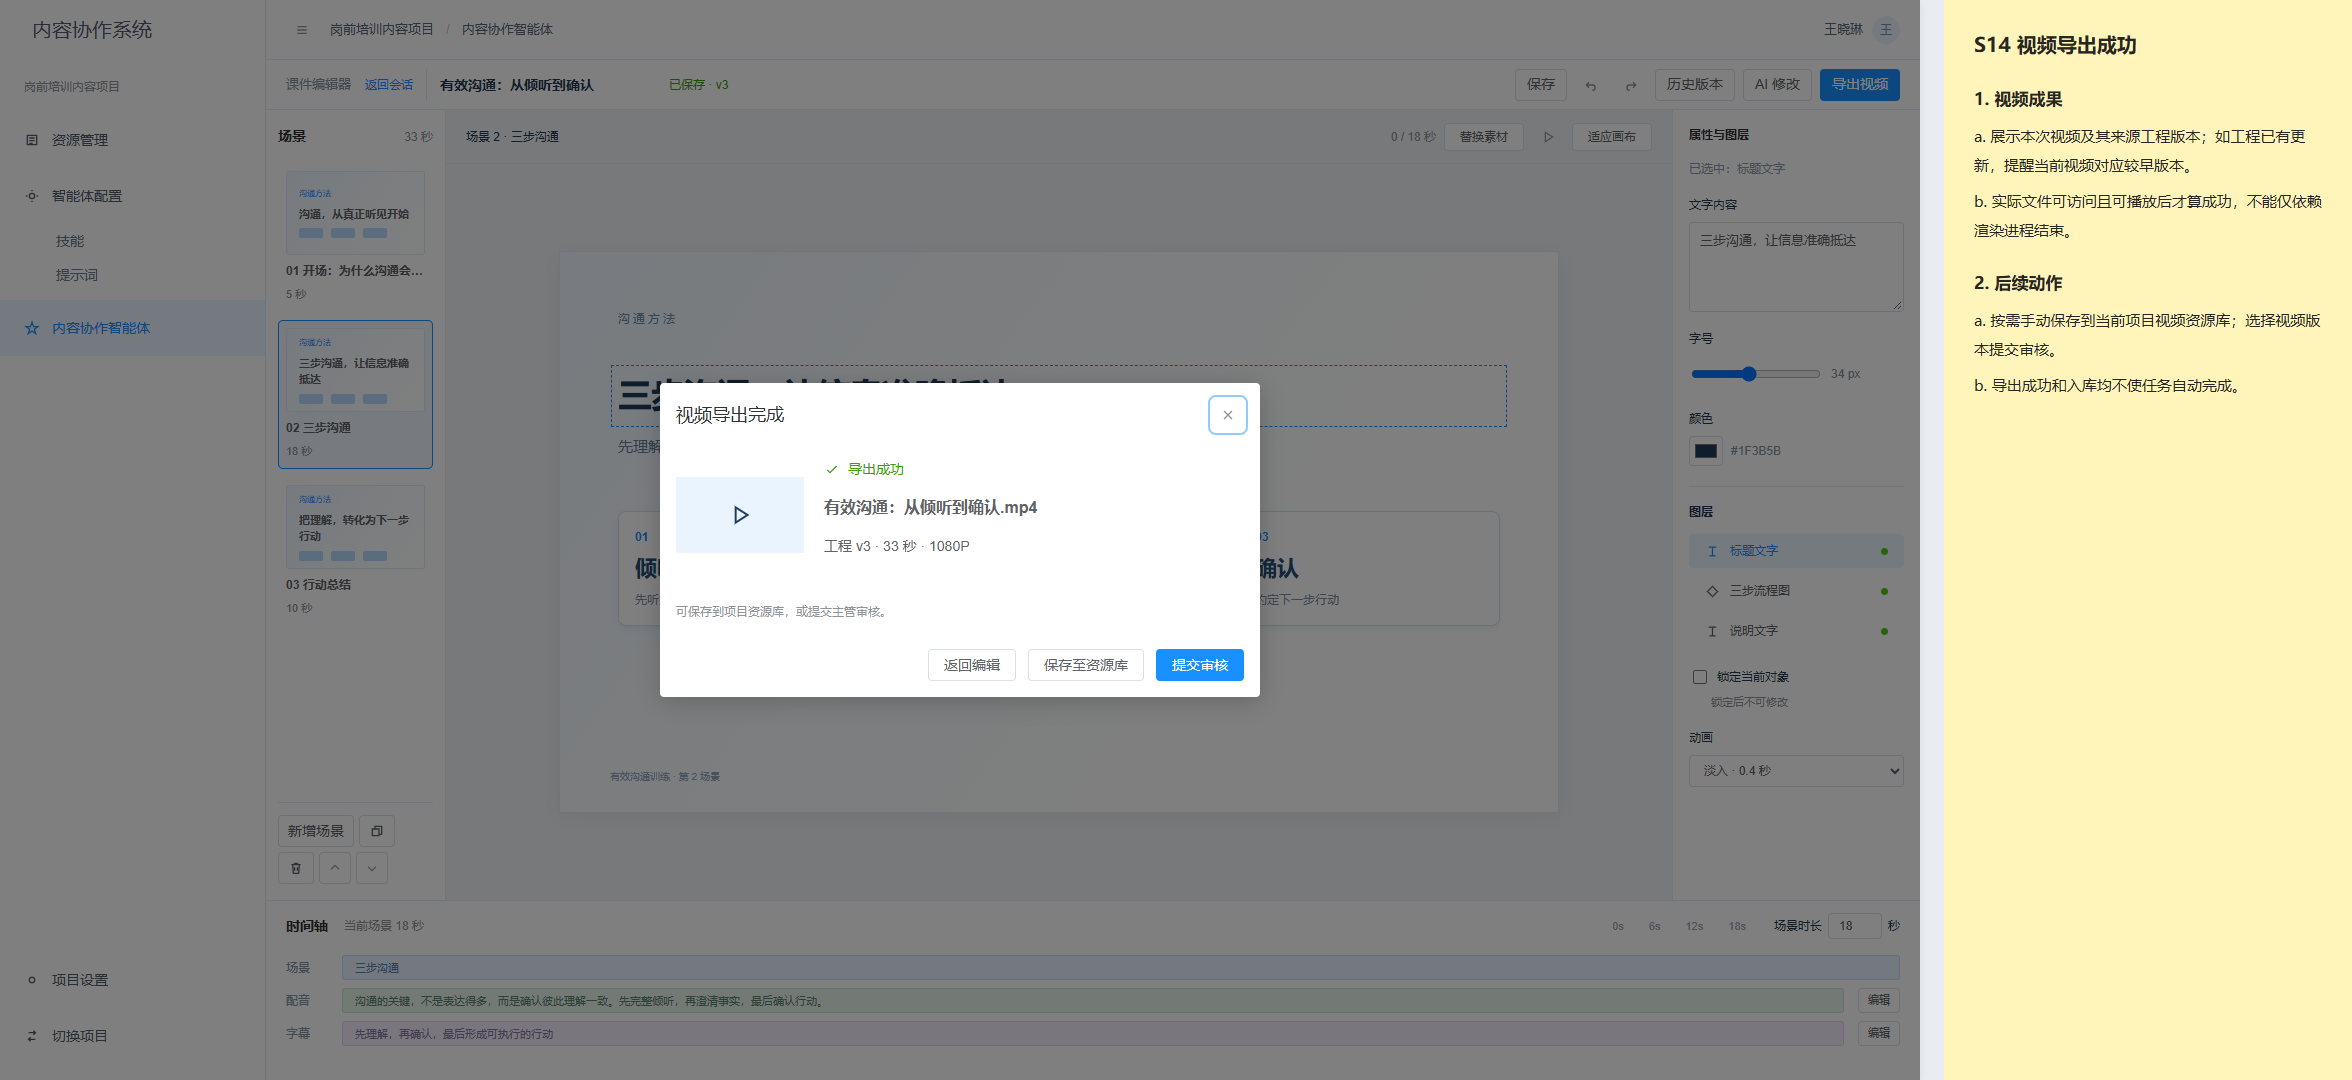 内容协作系统
岗前培训内容项目
资源管理
智能体配置
技能
提示词
内容协作智能体
项目设置
切换项目
岗前培训内容项目 / 内容协作智能体
王晓琳 王
课件编辑器 返回会话 有效沟通：从倾听到确认 已保存 · v3
保存 历史版本 AI 修改 导出视频
场景 33 秒
沟通方法
沟通，从真正听见开始
01 开场：为什么沟通会...
5 秒
沟通方法
三步沟通，让信息准确
抵达
02 三步沟通
18 秒
沟通方法
把理解，转化为下一步
行动
03 行动总结
10 秒
新增场景
场景 2 · 三步沟通 0 / 18 秒 替换素材 适应画布
沟通方法
先理解
01
先听
确认
约定下一步行动
有效沟通训练 · 第 2 场景
视频导出完成
导出成功
有效沟通：从倾听到确认.mp4
工程 v3 · 33 秒 · 1080P
可保存到项目资源库，或提交主管审核。
返回编辑 保存至资源库 提交审核
属性与图层
已选中：标题文字
文字内容
三步沟通，让信息准确抵达
字号
34 px
颜色
#1F3B5B
图层
标题文字
三步流程图
说明文字
锁定当前对象
锁定后不可修改
动画
淡入 · 0.4 秒
时间轴 当前场景 18 秒 0s 6s 12s 18s 场景时长 18 秒
场景 三步沟通
配音 沟通的关键，不是表达得多，而是确认彼此理解一致。先完整倾听，再澄清事实，最后确认行动。 编辑
字幕 先理解，再确认，最后形成可执行的行动 编辑
S14 视频导出成功
1. 视频成果
a. 展示本次视频及其来源工程版本；如工程已有更
新，提醒当前视频对应较早版本。
b. 实际文件可访问且可播放后才算成功，不能仅依赖
渲染进程结束。
2. 后续动作
a. 按需手动保存到当前项目视频资源库；选择视频版
本提交审核。
b. 导出成功和入库均不使任务自动完成。